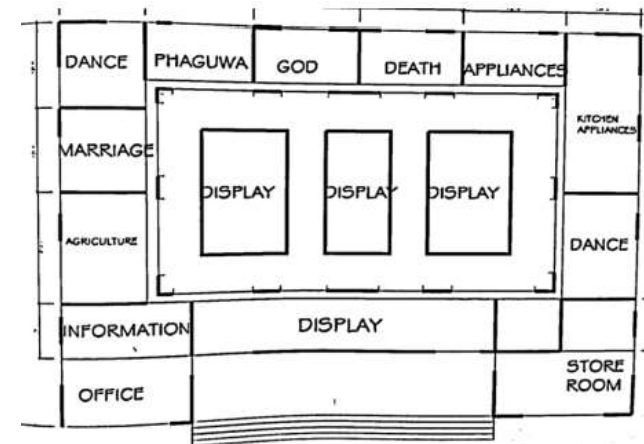 DANCE
PHAGUWA
GOD
DEATH
APPLIANCES
KITCHEN
APPLIANCES
MARRIAGE
DISPLAY
DISPLAY
DISPLAY
AGRICULTURE
DANCE
INFORMATION
DISPLAY
STORE
ROOM
OFFICE